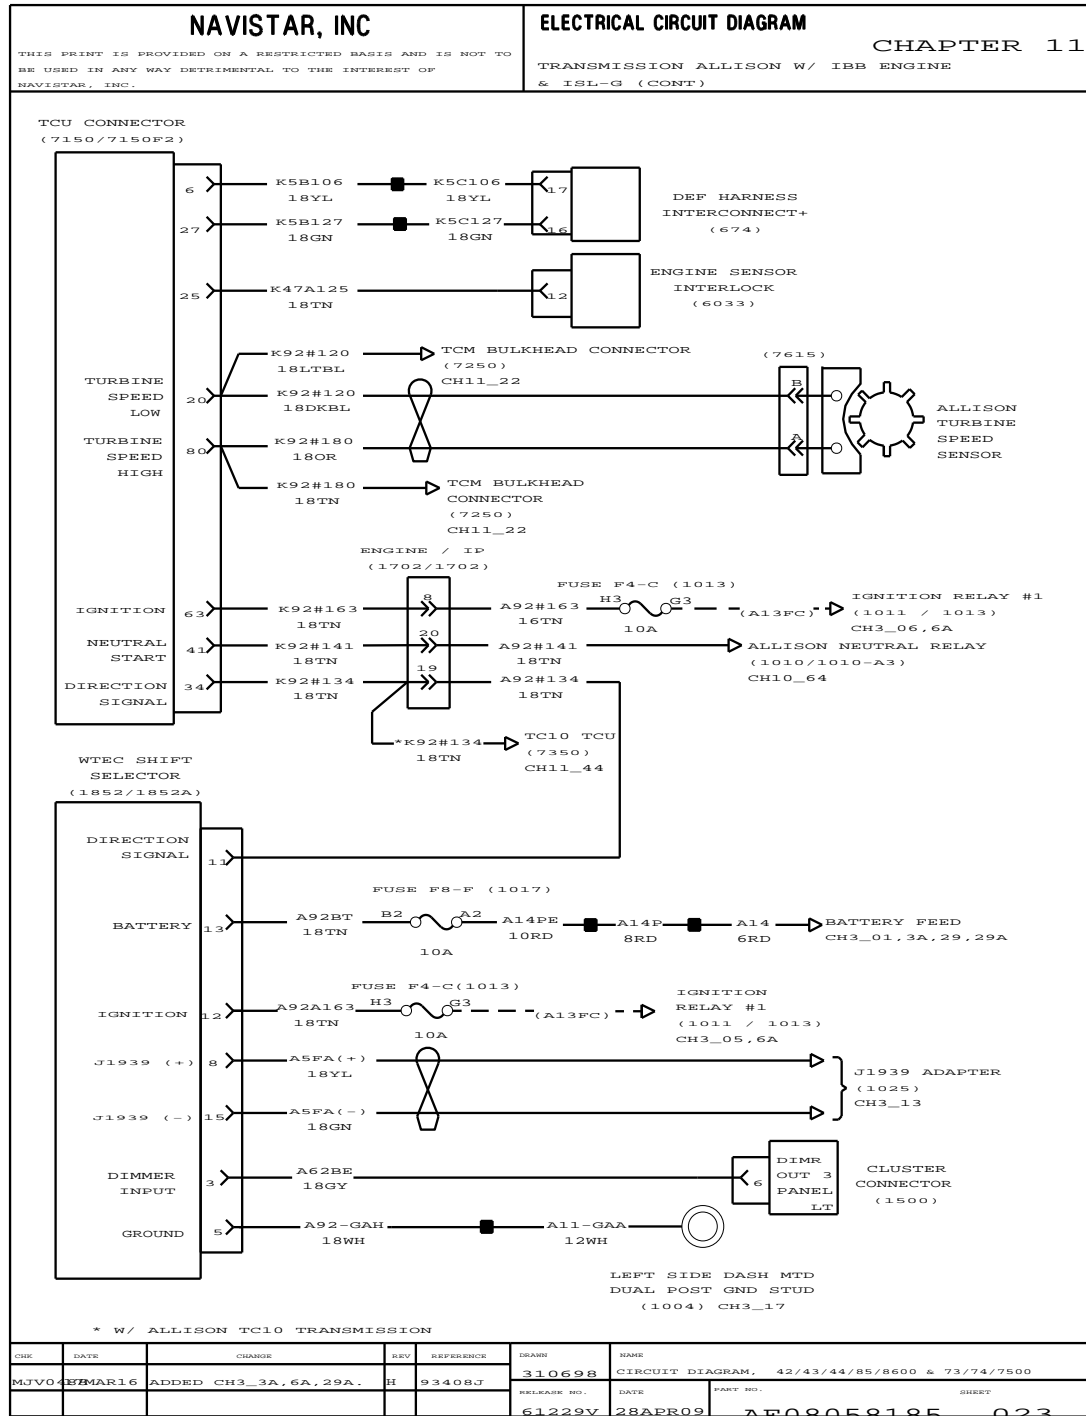 NAVISTAR, INC
THIS PRINT IS PROVIDED ON A RESTRICTED BASIS AND IS NOT TO
BE USED IN ANY WAY DETRIMENTAL TO THE INTEREST OF
NAVISTAR, INC.
ELECTRICAL CIRCUIT DIAGRAM
CHAPTER 11
TRANSMISSION ALLISON W/ IBB ENGINE
& ISL-G (CONT)
TCU CONNECTOR
(7150/7150F2)
6
K5B106
18YL
K5C106
18YL
17
27
K5B127
18GN
K5C127
18GN
16
DEF HARNESS
INTERCONNECT+
(674)
25
K47A125
18TN
12
ENGINE SENSOR
INTERLOCK
(6033)
K92#120
18LTBL
TCM BULKHEAD CONNECTOR
(7250)
CH11_22
TURBINE
SPEED
LOW
20
K92#120
18DKBL
TURBINE
SPEED
HIGH
80
K92#180
18OR
(7615)
B
A
ALLISON
TURBINE
SPEED
SENSOR
K92#180
18TN
TCM BULKHEAD
CONNECTOR
(7250)
CH11_22
ENGINE / IP
(1702/1702)
IGNITION
63
K92#163
18TN
8
A92#163
16TN
FUSE F4-C (1013)
H3
G3
10A
(A13FC)
IGNITION RELAY #1
(1011 / 1013)
CH3_06,6A
NEUTRAL
START
41
K92#141
18TN
20
A92#141
18TN
ALLISON NEUTRAL RELAY
(1010/1010-A3)
CH10_64
DIRECTION
SIGNAL
34
K92#134
18TN
19
A92#134
18TN
*K92#134
18TN
TC10 TCU
(7350)
CH11_44
WTEC SHIFT
SELECTOR
(1852/1852A)
DIRECTION
SIGNAL
11
FUSE F8-F (1017)
BATTERY
13
A92BT
18TN
B2
A2
10A
A14PE
10RD
A14P
8RD
A14
6RD
BATTERY FEED
CH3_01,3A,29,29A
FUSE F4-C(1013)
IGNITION
12
A92A163
18TN
H3
G3
10A
(A13FC)
IGNITION
RELAY #1
(1011 / 1013)
CH3_05,6A
J1939 (+)
8
A5FA(+)
18YL
J1939 (-)
15
A5FA(-)
18GN
J1939 ADAPTER
(1025)
CH3_13
DIMMER
INPUT
3
A62BE
18GY
6
DIMR
OUT 3
PANEL
LT
CLUSTER
CONNECTOR
(1500)
GROUND
5
A92-GAH
18WH
A11-GAA
12WH
LEFT SIDE DASH MTD
DUAL POST GND STUD
(1004) CH3_17
* W/ ALLISON TC10 TRANSMISSION
CHK DATE CHANGE REV REFERENCE
ADDED CH3_3A,6A,29A. H 93408J
DRAWN
310698
NAME
CIRCUIT DIAGRAM, 42/43/44/85/8600 & 73/74/7500
RELEASE NO.
61229V
DATE
28APR09
PART NO.
AE08058185
SHEET
023